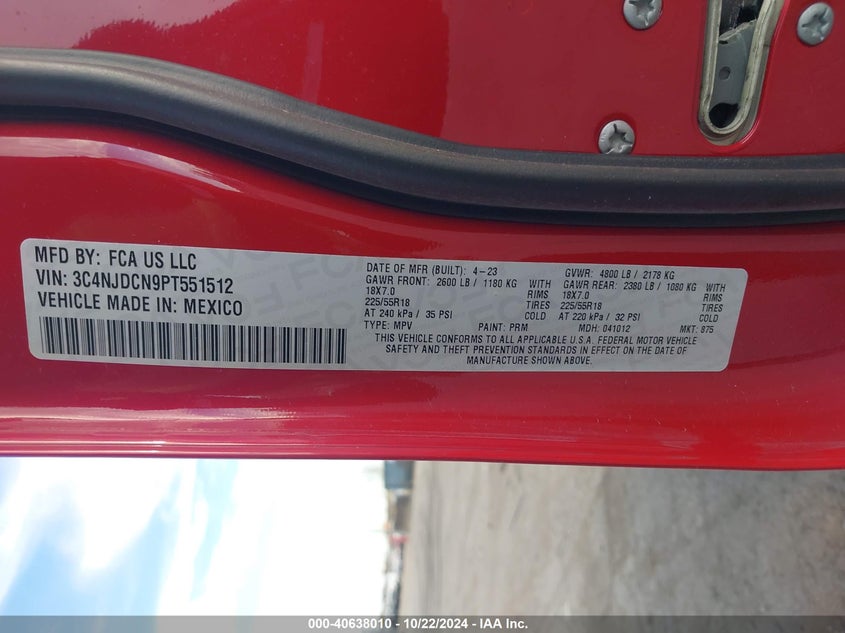 MFD BY: FCA US LLC
VIN: 3C4NJDCN9PT551512
VEHICLE MADE IN: MEXICO
DATE OF MFR (BUILT): 4-23
GVWR: 4800 LB / 2178 KG
GAWR FRONT: 2600 LB / 1180 KG WITH GAWR REAR: 2380 LB / 1080 KG WITH
18X7.0 RIMS 18X7.0 RIMS
225/55R18 TIRES 225/55R18 TIRES
AT 240 kPa / 35 PSI COLD AT 220 kPa / 32 PSI COLD
TYPE: MPV PAINT: PRM MDH: 041012 MKT: 875
THIS VEHICLE CONFORMS TO ALL APPLICABLE U.S.A. FEDERAL MOTOR VEHICLE
SAFETY AND THEFT PREVENTION STANDARDS IN EFFECT ON THE DATE OF
MANUFACTURE SHOWN ABOVE.
000-40638010 - 10/22/2024 - IAA Inc.